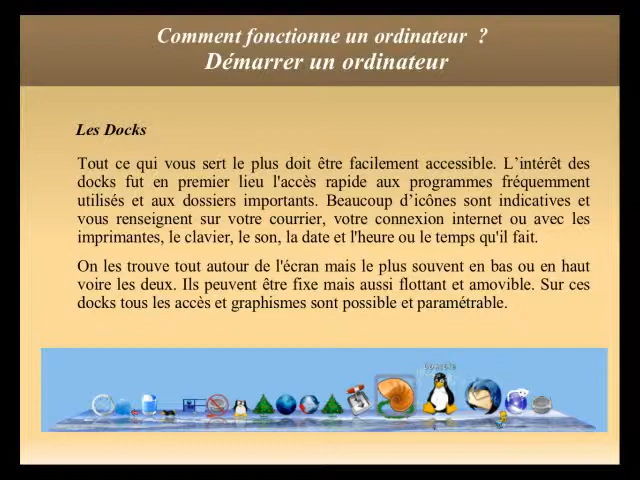 Comment fonctionne un ordinateur ?
Démarrer un ordinateur
Les Docks
Tout ce qui vous sert le plus doit être facilement accessible. L’intérêt des
docks fut en premier lieu l'accès rapide aux programmes fréquemment
utilisés et aux dossiers importants. Beaucoup d’icônes sont indicatives et
vous renseignent sur votre courrier, votre connexion internet ou avec les
imprimantes, le clavier, le son, la date et l'heure ou le temps qu'il fait.
On les trouve tout autour de l'écran mais le plus souvent en bas ou en haut
voire les deux. Ils peuvent être fixe mais aussi flottant et amovible. Sur ces
docks tous les accès et graphismes sont possible et paramétrable.